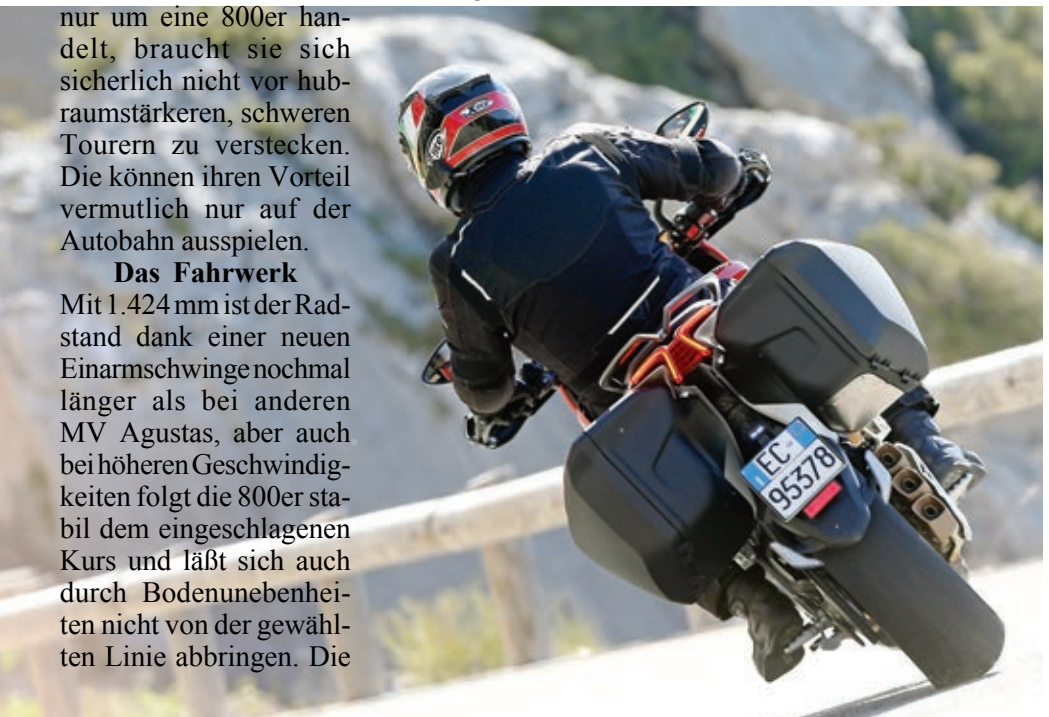 nur um eine 800er han-
delt, braucht sie sich
sicherlich nicht vor hub-
raumstärkeren, schweren
Tourern zu verstecken.
Die können ihren Vorteil
vermutlich nur auf der
Autobahn ausspielen.
Das Fahrwerk
Mit 1.424 mm ist der Rad-
stand dank einer neuen
Einarmschwinge nochmal
länger als bei anderen
MV Agustas, aber auch
bei höheren Geschwindig-
keiten folgt die 800er sta-
bil dem eingeschlagenen
Kurs und läßt sich auch
durch Bodenunebenhei-
ten nicht von der gewähl-
ten Linie abbringen. Die
EC
95378